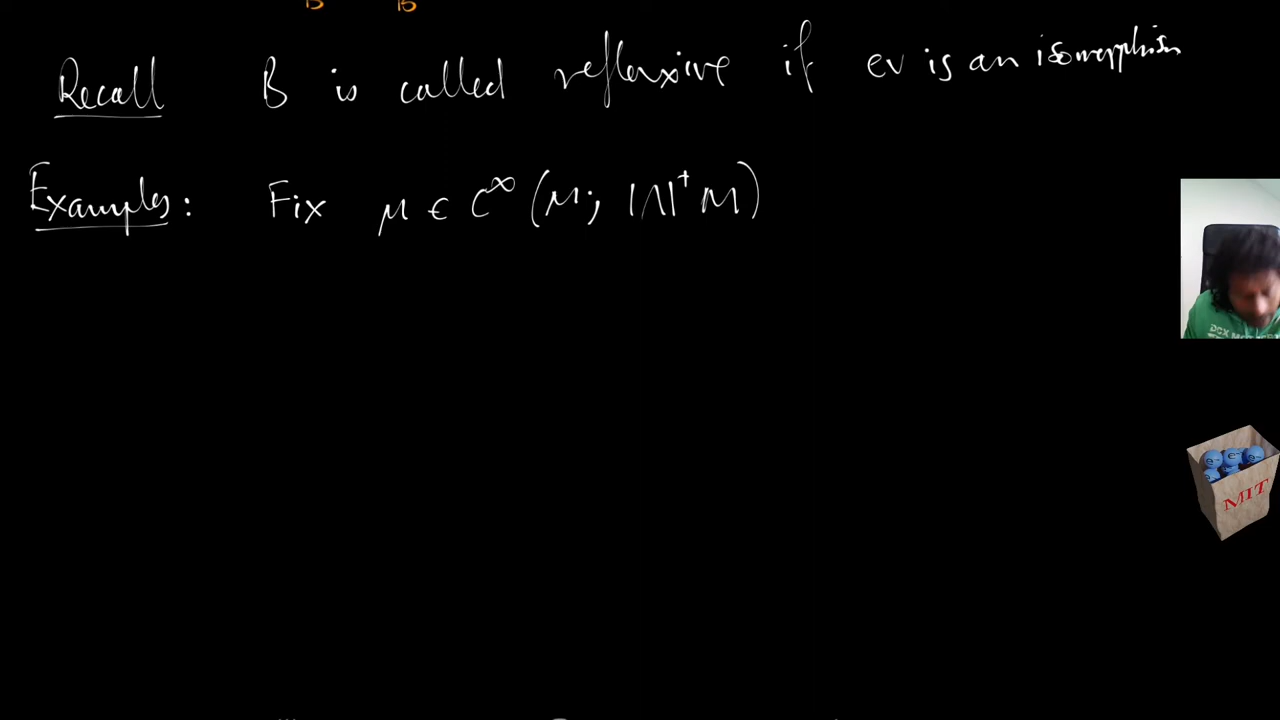 B B
Recall B is called reflexive if ev is an isomorphism
Examples: Fix μ ∈ C^∞ (M; |Λ|^+ M)
e⁻ e⁻ e⁻
MIT